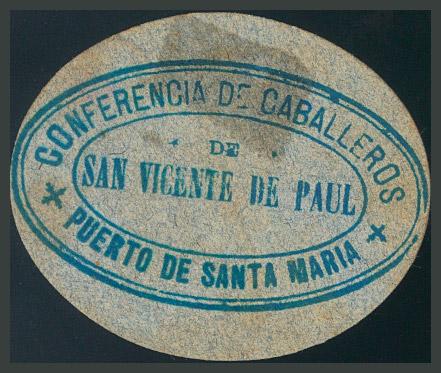 CONFERENCIA DE CABALLEROS
DE
SAN VICENTE DE PAUL
PUERTO DE SANTA MARIA